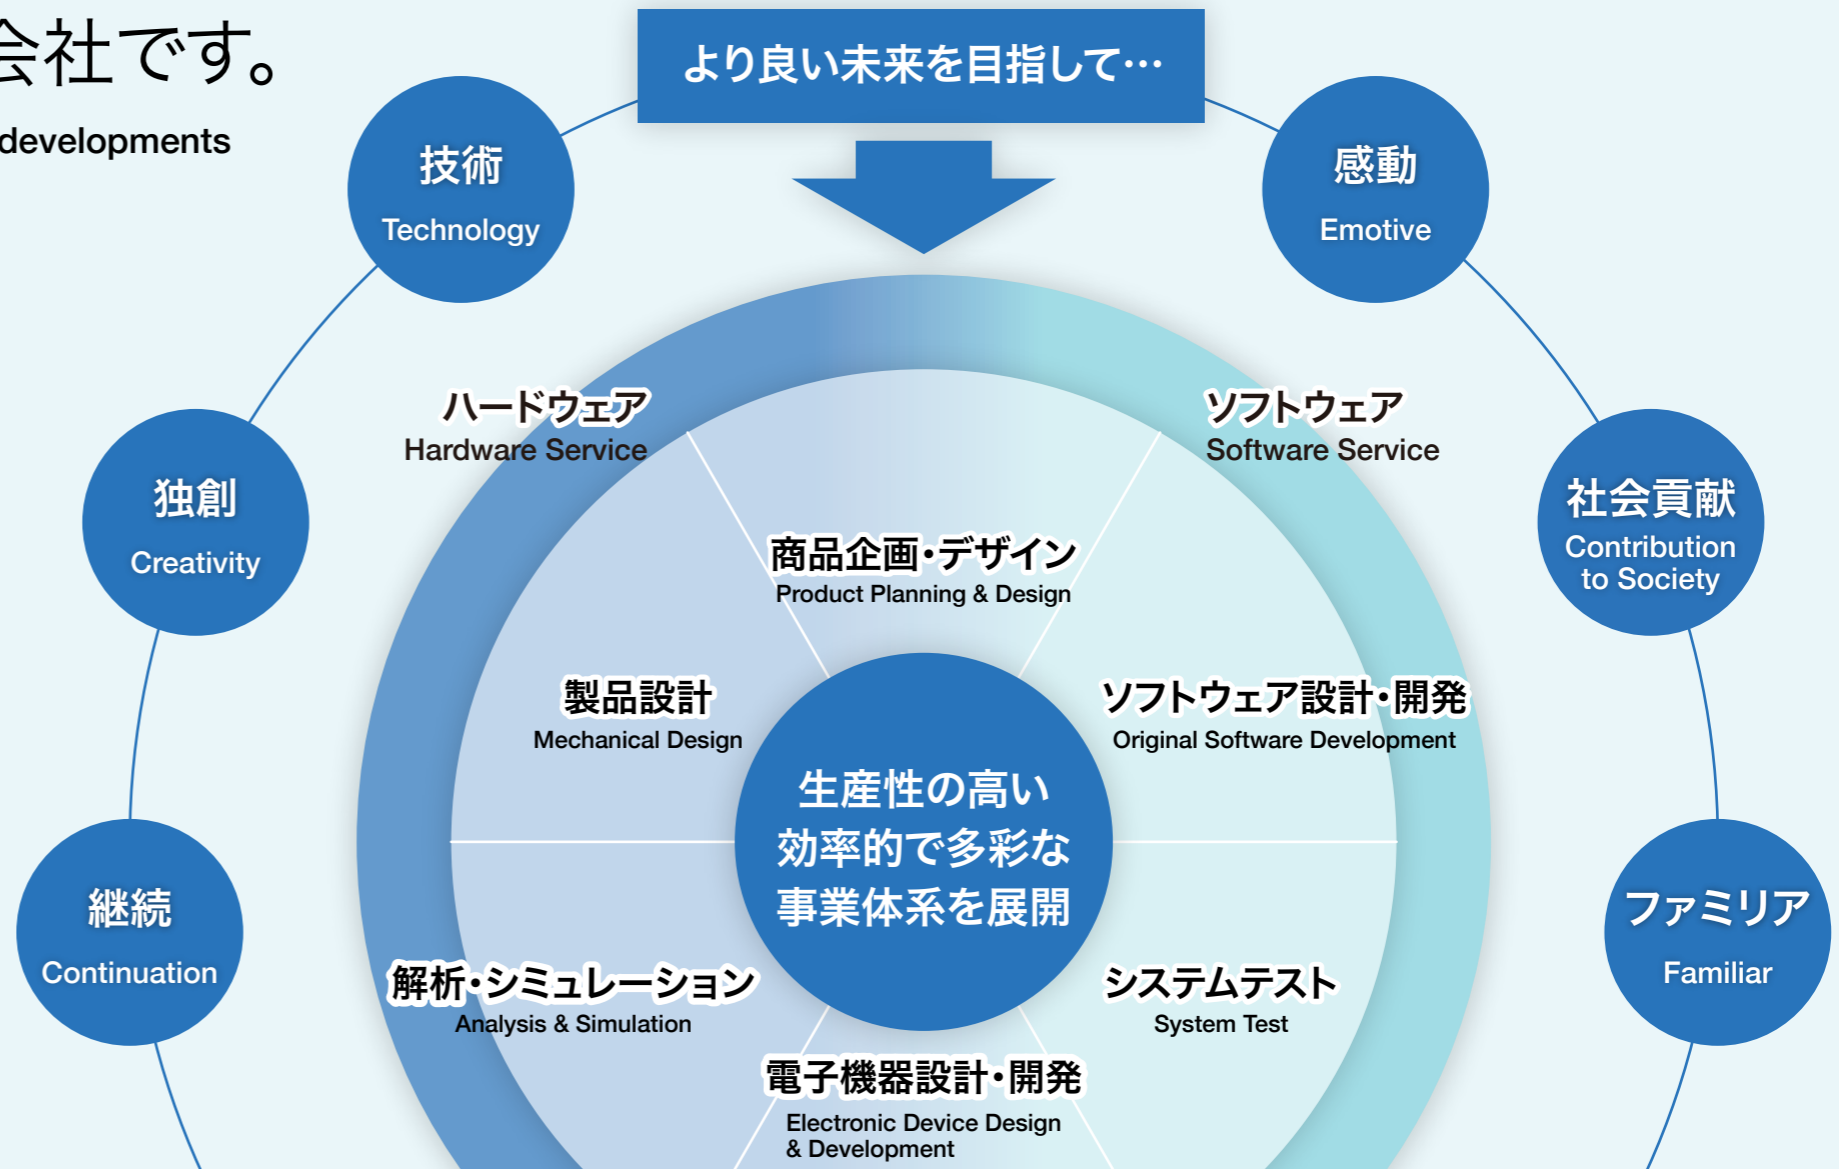 会社です。
developments
より良い未来を目指して…
技術
Technology
感動
Emotive
ハードウェア
Hardware Service
ソフトウェア
Software Service
独創
Creativity
社会貢献
Contribution
to Society
商品企画・デザイン
Product Planning & Design
製品設計
Mechanical Design
ソフトウェア設計・開発
Original Software Development
生産性の高い
効率的で多彩な
事業体系を展開
継続
Continuation
ファミリア
Familiar
解析・シミュレーション
Analysis & Simulation
システムテスト
System Test
電子機器設計・開発
Electronic Device Design
& Development